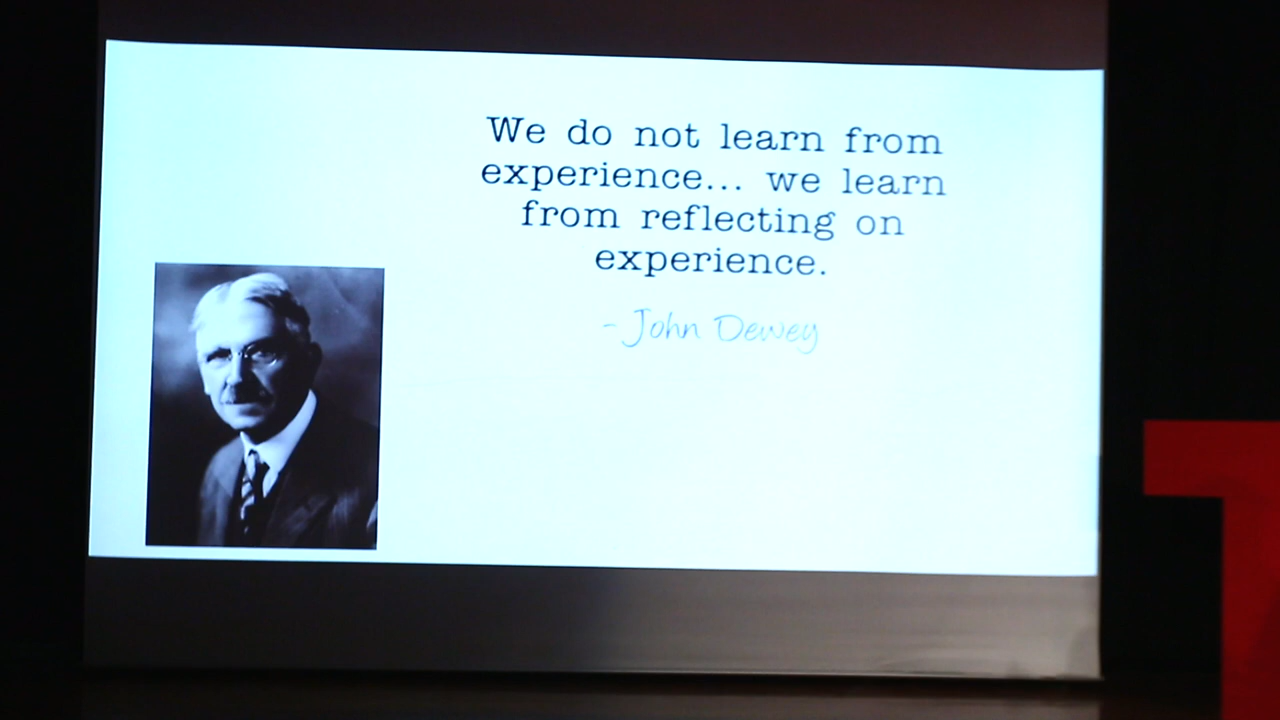 We do not learn from
experience... we learn
from reflecting on
experience.
- John Dewey
T